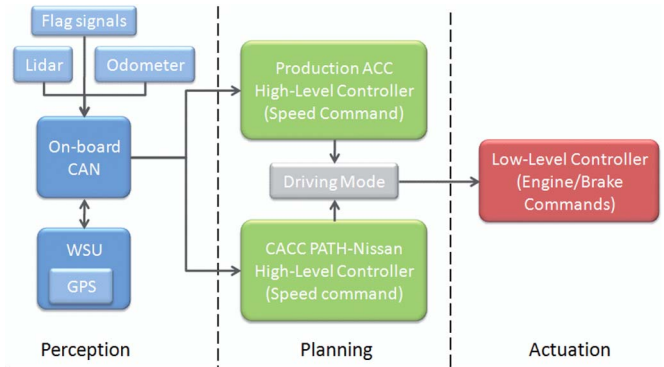 Flag signals
Lidar
Odometer
On-board
CAN
WSU
GPS
Production ACC
High-Level Controller
(Speed Command)
Driving Mode
CACC PATH-Nissan
High-Level Controller
(Speed command)
Low-Level Controller
(Engine/Brake
Commands)
Perception
Planning
Actuation